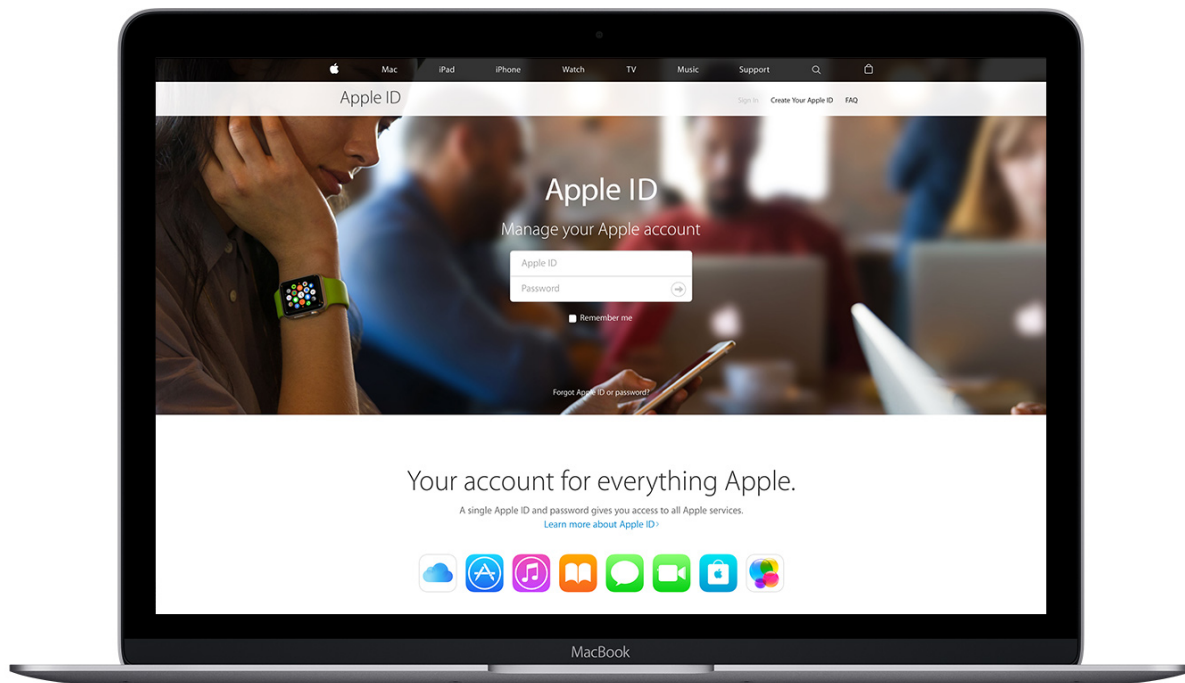 Mac iPad iPhone Watch TV Music Support
Apple ID
Sign In Create Your Apple ID FAQ
Apple ID
Manage your Apple account
Apple ID
Password
Remember me
Forgot Apple ID or password?
Your account for everything Apple.
A single Apple ID and password gives you access to all Apple services.
Learn more about Apple ID›
MacBook